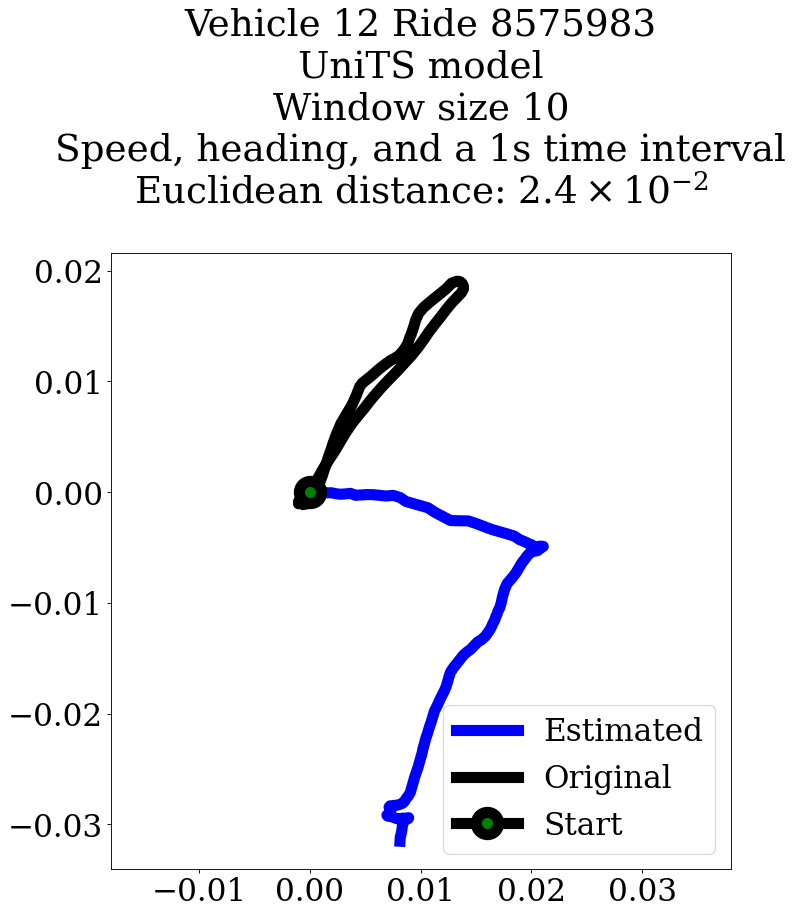 Vehicle 12 Ride 8575983
UniTS model
Window size 10
Speed, heading, and a 1s time interval
Euclidean distance: 2.4 × 10⁻²
0.02
0.01
0.00
−0.01
−0.02
−0.03
Estimated
Original
Start
−0.01 0.00 0.01 0.02 0.03